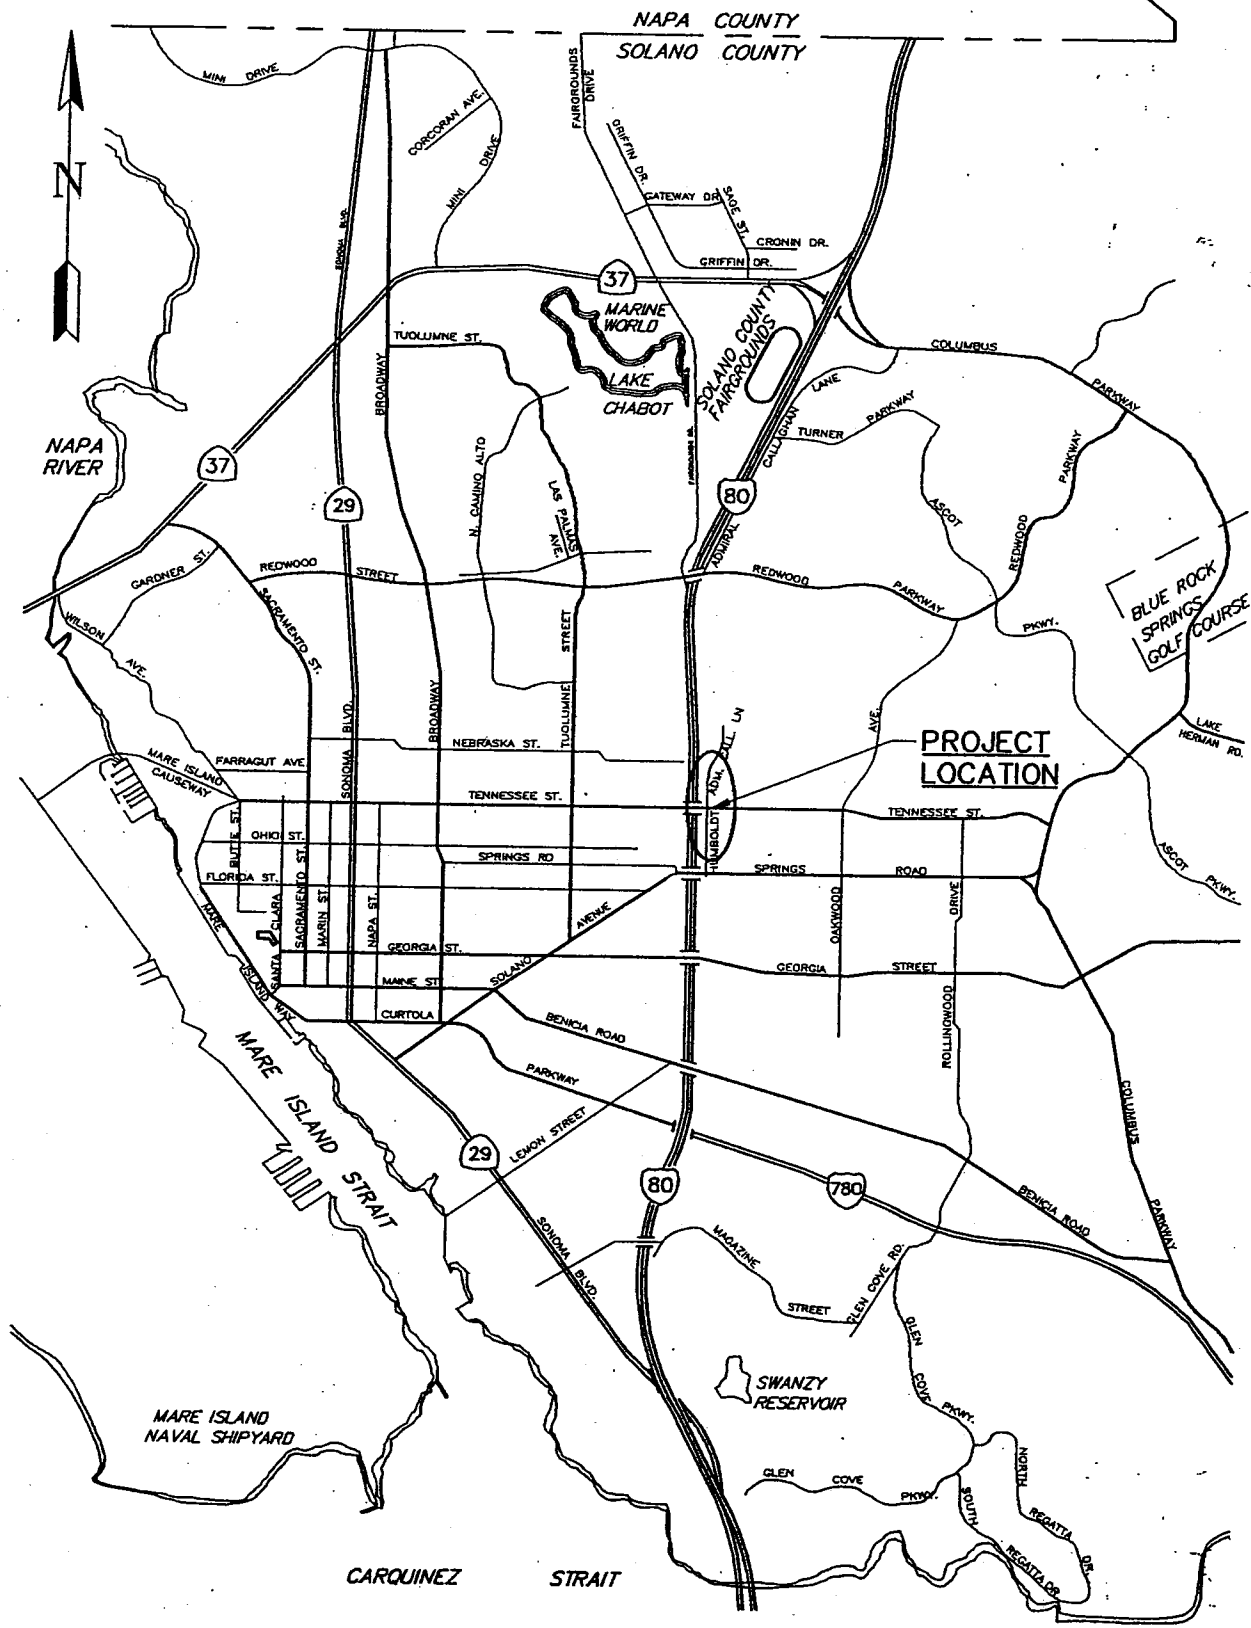 NAPA COUNTY
SOLANO COUNTY
MINI DRIVE
CORCORAN AVE.
MINI DRIVE
FAIRGROUNDS
DRIVE
GRIFFIN DR.
GATEWAY DR
SAGE ST.
CRONIN DR.
GRIFFIN DR.
N
SONOMA BLVD.
37
MARINE
WORLD
SOLANO COUNTY
FAIRGROUNDS
TUOLUMNE ST.
BROADWAY
LAKE
CHABOT
COLUMBUS
PARKWAY
LANE
CALLAGHAN
ADMIRAL
TURNER PARKWAY
NAPA
RIVER
37
29
80
N. CAMINO ALTO
LAS PALMAS
AVE.
ASCOT
PARKWAY
REDWOOD
GARDNER ST.
REDWOOD STREET
REDWOOD PARKWAY
SACRAMENTO ST.
BLUE ROCK
SPRINGS
GOLF COURSE
WILSON
AVE.
TUOLUMNE STREET
PKWY.
SONOMA BLVD.
BROADWAY
AVE.
LAKE
HERMAN RD.
NEBRASKA ST.
HUMBOLDT
ADM. CALL. LN
PROJECT
LOCATION
MARE ISLAND
CAUSEWAY
FARRAGUT AVE.
TENNESSEE ST.
TENNESSEE ST.
BUTTE ST.
OHIO ST.
SPRINGS RD
SPRINGS ROAD
ASCOT PKWY.
FLORIDA ST.
SANTA CLARA
SACRAMENTO ST.
MARIN ST.
NAPA ST.
SOLANO AVENUE
OAKWOOD
ROLLINGWOOD DRIVE
GEORGIA ST.
GEORGIA STREET
MARE ISLAND WAY
MAINE ST
CURTOLA
PARKWAY
BENICIA ROAD
MARE ISLAND STRAIT
LEMON STREET
29
80
780
COLUMBUS
PARKWAY
BENICIA ROAD
SONOMA BLVD.
MAGAZINE
STREET
GLEN COVE RD.
GLEN
COVE
PKWY.
SWANZY
RESERVOIR
MARE ISLAND
NAVAL SHIPYARD
GLEN COVE PKWY.
NORTH
REGATTA DR.
SOUTH
REGATTA DR
CARQUINEZ STRAIT